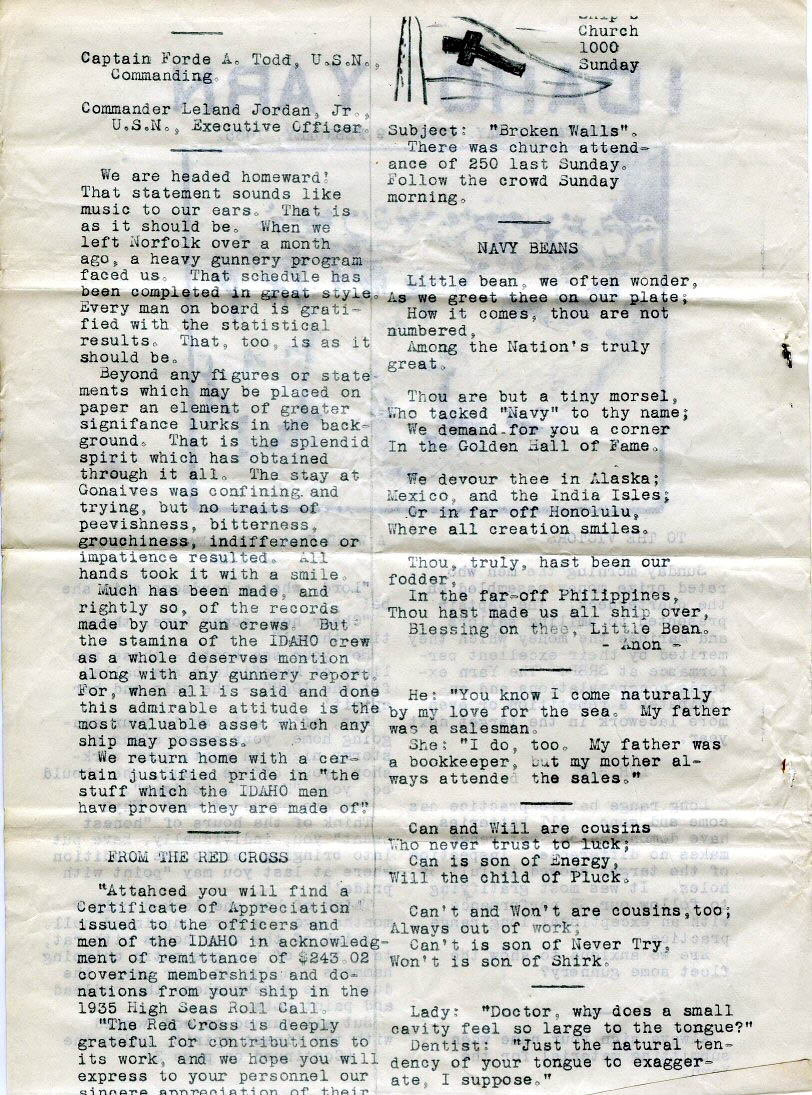 Captain Forde A. Todd, U.S.N.,
Commanding.
Commander Leland Jordan, Jr.,
U.S.N., Executive Officer.
We are headed homeward!
That statement sounds like
music to our ears. That is
as it should be. When we
left Norfolk over a month
ago, a heavy gunnery program
faced us. That schedule has
been completed in great style.
Every man on board is grati-
fied with the statistical
results. That, too, is as it
should be.
Beyond any figures or state-
ments which may be placed on
paper an element of greater
signifance lurks in the back-
ground. That is the splendid
spirit which has obtained
through it all. The stay at
Gonaives was confining and
trying, but no traits of
peevishness, bitterness,
grouchiness, indifference or
impatience resulted. All
hands took it with a smile.
Much has been made, and
rightly so, of the records
made by our gun crews. But
the stamina of the IDAHO crew
as a whole deserves mention
along with any gunnery report.
For, when all is said and done
this admirable attitude is the
most valuable asset which any
ship may possess.
We return home with a cer-
tain justified pride in "the
stuff which the IDAHO men
have proven they are made of"
FROM THE RED CROSS
"Attahced you will find a
Certificate of Appreciation
issued to the officers and
men of the IDAHO in acknowledg-
ment of remittance of $243.02
covering memberships and do-
nations from your ship in the
1935 High Seas Roll Call.
"The Red Cross is deeply
grateful for contributions to
its work, and we hope you will
express to your personnel our
sincere appreciation of their
Ship's
Church
1000
Sunday
Subject: "Broken Walls".
There was church attend-
ance of 250 last Sunday.
Follow the crowd Sunday
morning.
NAVY BEANS
Little bean, we often wonder,
As we greet thee on our plate;
How it comes, thou are not
numbered,
Among the Nation's truly
great.
Thou are but a tiny morsel,
Who tacked "Navy" to thy name;
We demand for you a corner
In the Golden Hall of Fame.
We devour thee in Alaska;
Mexico, and the India Isles;
Or in far off Honolulu,
Where all creation smiles.
Thou, truly, hast been our
fodder,
In the far-off Philippines,
Thou hast made us all ship over,
Blessing on thee, Little Bean.
- Anon -
He: "You know I come naturally
by my love for the sea. My father
was a salesman.
She: "I do, too. My father was
a bookkeeper, but my mother al-
ways attended the sales."
Can and Will are cousins
Who never trust to luck;
Can is son of Energy,
Will the child of Pluck.
Can't and Won't are cousins,too;
Always out of work;
Can't is son of Never Try,
Won't is son of Shirk.
Lady: "Doctor, why does a small
cavity feel so large to the tongue?"
Dentist: "Just the natural ten-
dency of your tongue to exagger-
ate, I suppose."